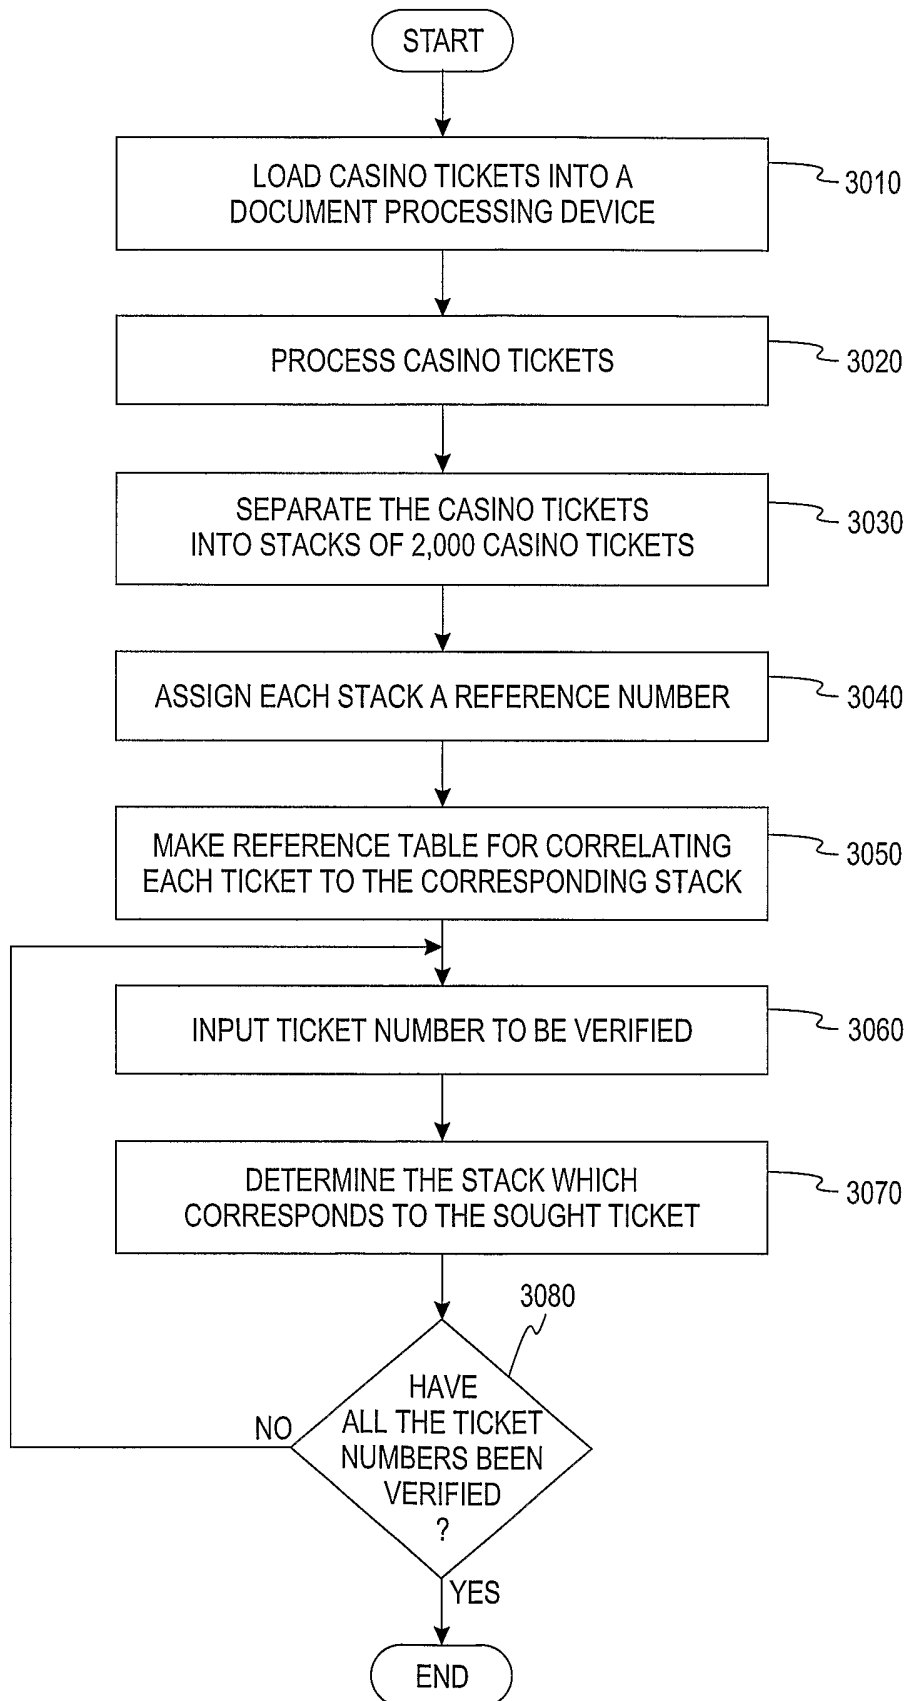 START
LOAD CASINO TICKETS INTO A
DOCUMENT PROCESSING DEVICE
3010
PROCESS CASINO TICKETS
3020
SEPARATE THE CASINO TICKETS
INTO STACKS OF 2,000 CASINO TICKETS
3030
ASSIGN EACH STACK A REFERENCE NUMBER
3040
MAKE REFERENCE TABLE FOR CORRELATING
EACH TICKET TO THE CORRESPONDING STACK
3050
INPUT TICKET NUMBER TO BE VERIFIED
3060
DETERMINE THE STACK WHICH
CORRESPONDS TO THE SOUGHT TICKET
3070
3080
HAVE
ALL THE TICKET
NUMBERS BEEN
VERIFIED
?
NO
YES
END